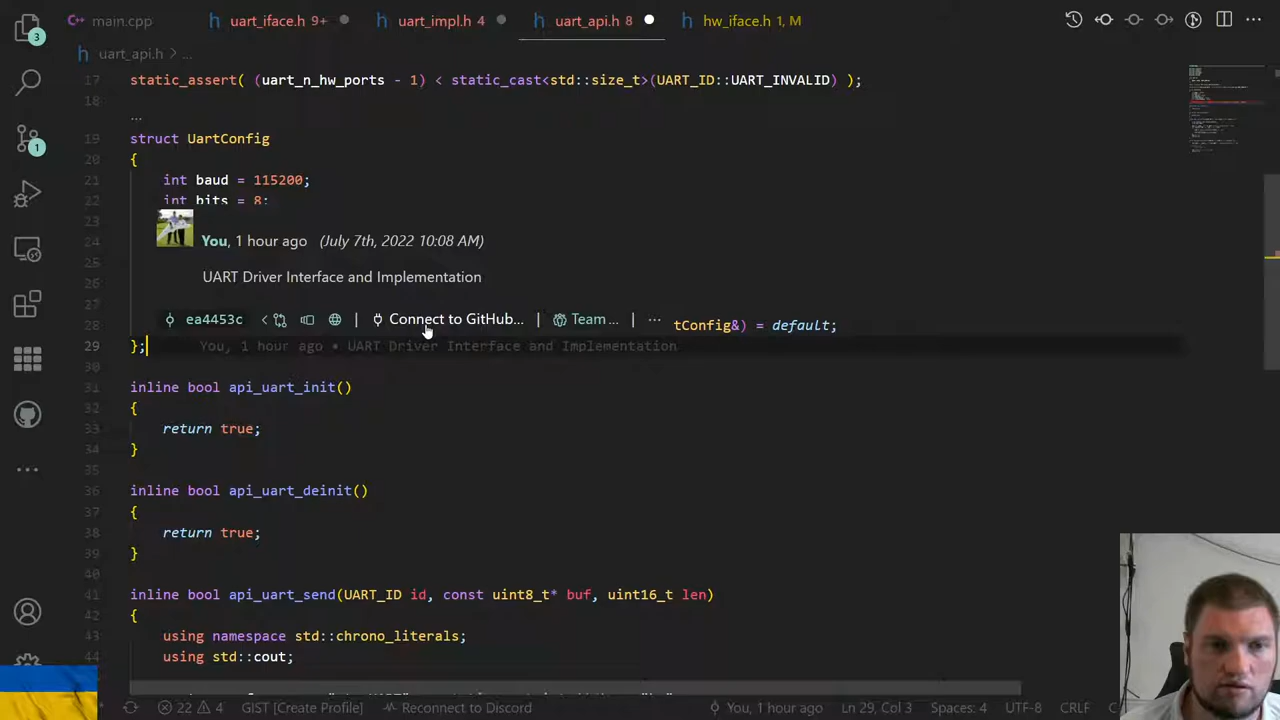 main.cpp uart_iface.h 9+ uart_impl.h 4 uart_api.h 8 hw_iface.h 1, M
uart_api.h > ...
17 static_assert( (uart_n_hw_ports - 1) < static_cast<std::size_t>(UART_ID::UART_INVALID) );
18
...
19 struct UartConfig
20 {
21 int baud = 115200;
22 int bits = 8;
23
24 You, 1 hour ago (July 7th, 2022 10:08 AM)
25
26 UART Driver Interface and Implementation
ea4453c Connect to GitHub... | Team... | ...
28 tConfig&) = default;
29 }; You, 1 hour ago • UART Driver Interface and Implementation
30
31 inline bool api_uart_init()
32 {
33 return true;
34 }
35
36 inline bool api_uart_deinit()
37 {
38 return true;
39 }
40
41 inline bool api_uart_send(UART_ID id, const uint8_t* buf, uint16_t len)
42 {
43 using namespace std::chrono_literals;
44 using std::cout;
3
1
22 4 GIST [Create Profile] Reconnect to Discord You, 1 hour ago Ln 29, Col 3 Spaces: 4 UTF-8 CRLF